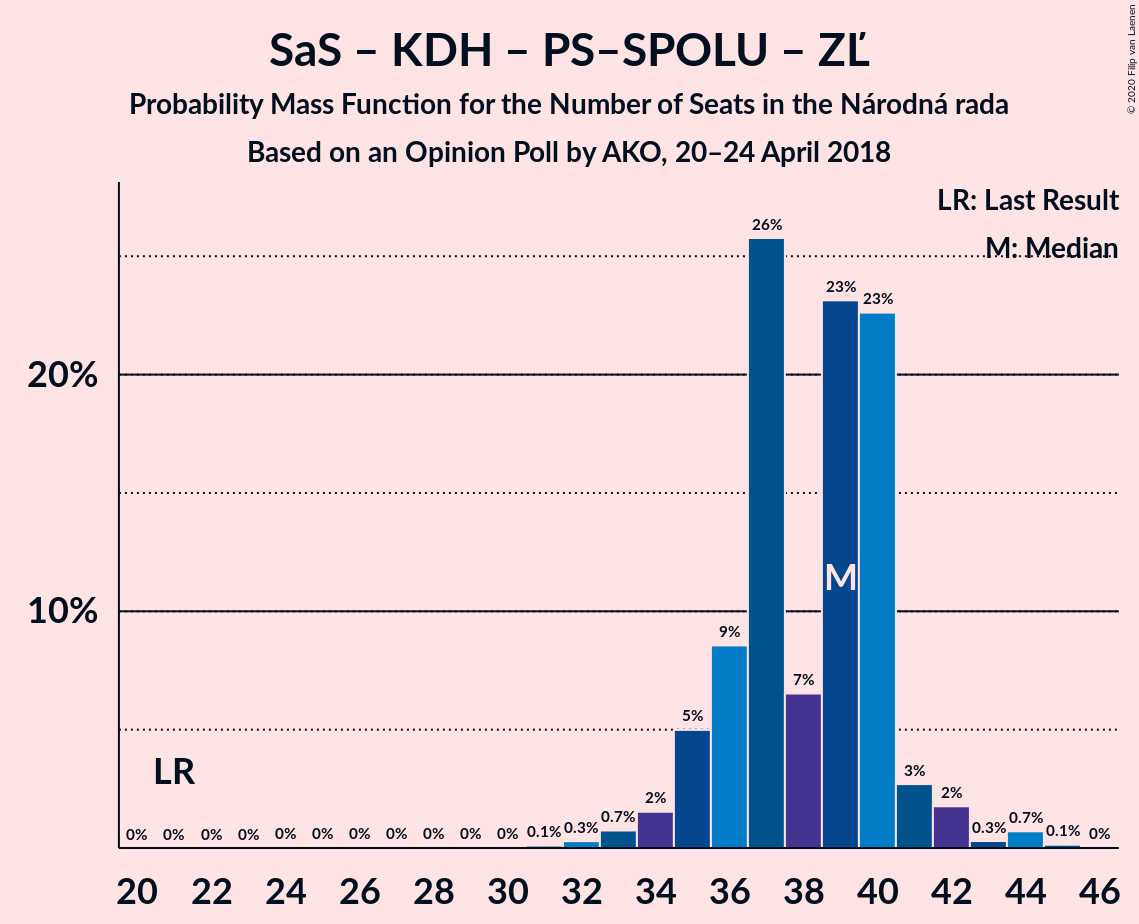 SaS – KDH – PS–SPOLU – ZĽ
Probability Mass Function for the Number of Seats in the Národná rada
Based on an Opinion Poll by AKO, 20–24 April 2018
© 2020 Filip van Laenen
LR: Last Result
M: Median
20%
10%
LR
M
0% 0% 0% 0% 0% 0% 0% 0% 0% 0% 0% 0.1% 0.3% 0.7% 2% 5% 9% 26% 7% 23% 23% 3% 2% 0.3% 0.7% 0.1% 0%
20 22 24 26 28 30 32 34 36 38 40 42 44 46